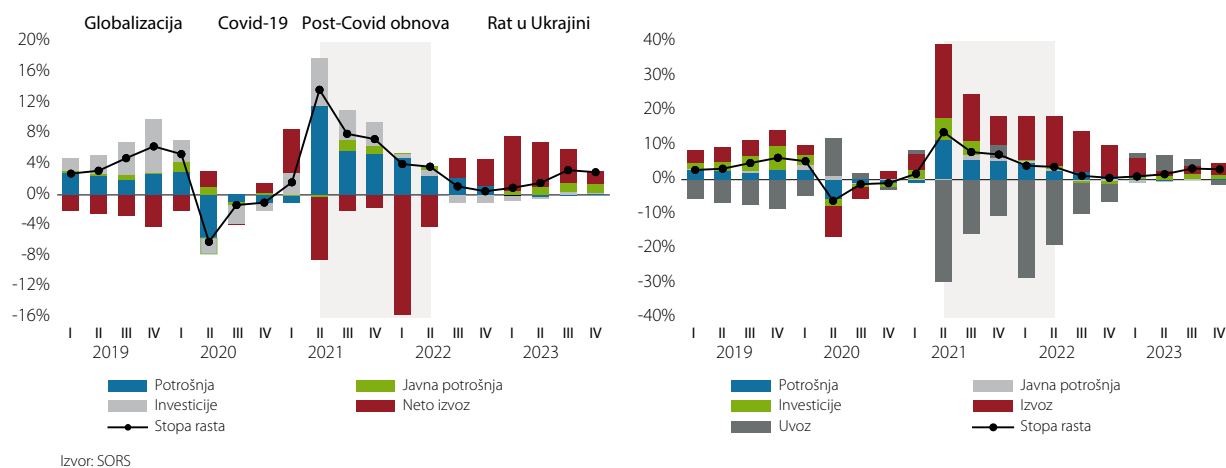 Globalizacija Covid-19 Post-Covid obnova Rat u Ukrajini
20%
16%
12%
8%
4%
0%
-4%
-8%
-12%
-16%
I II III IV I II III IV I II III IV I II III IV I II III IV
2019 2020 2021 2022 2023
Potrošnja Javna potrošnja
Investicije Neto izvoz
Stopa rasta
40%
30%
20%
10%
0%
-10%
-20%
-30%
-40%
I II III IV I II III IV I II III IV I II III IV I II III IV
2019 2020 2021 2022 2023
Potrošnja Javna potrošnja
Investicije Izvoz
Uvoz Stopa rasta
Izvor: SORS